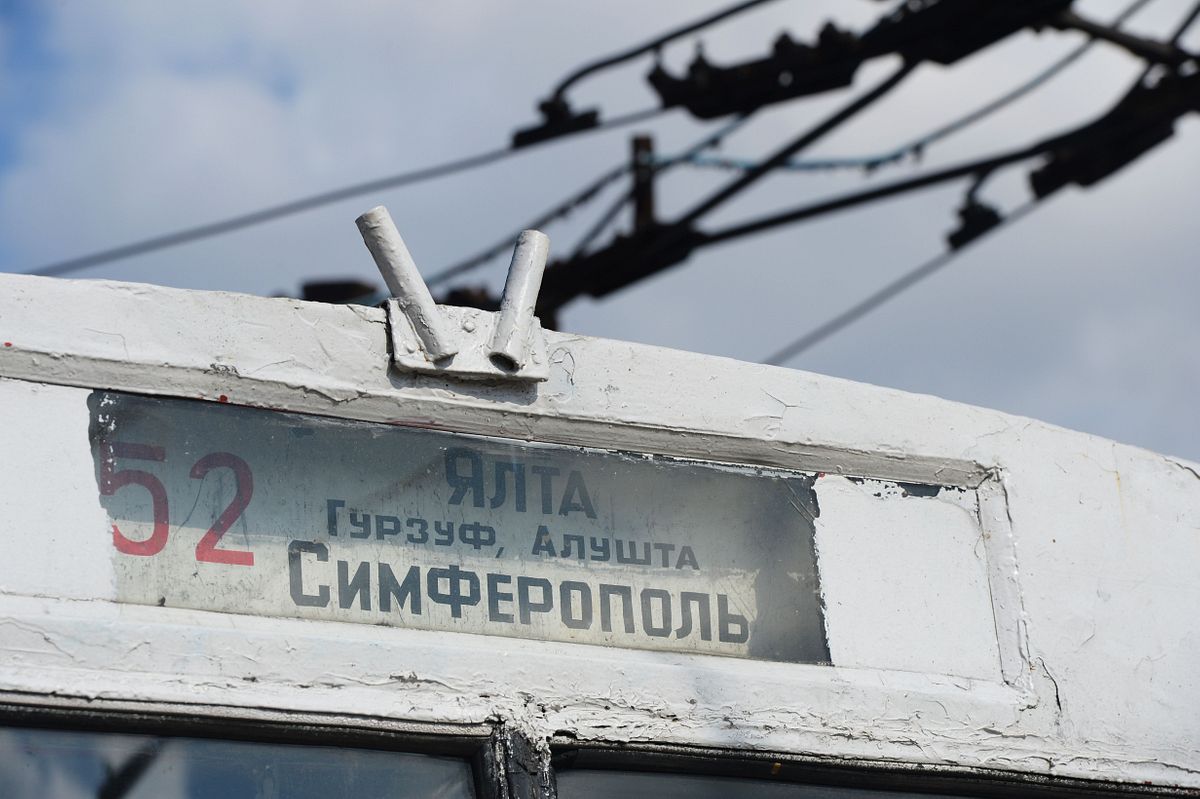 52
Ялта
Гурзуф, Алушта
Симферополь